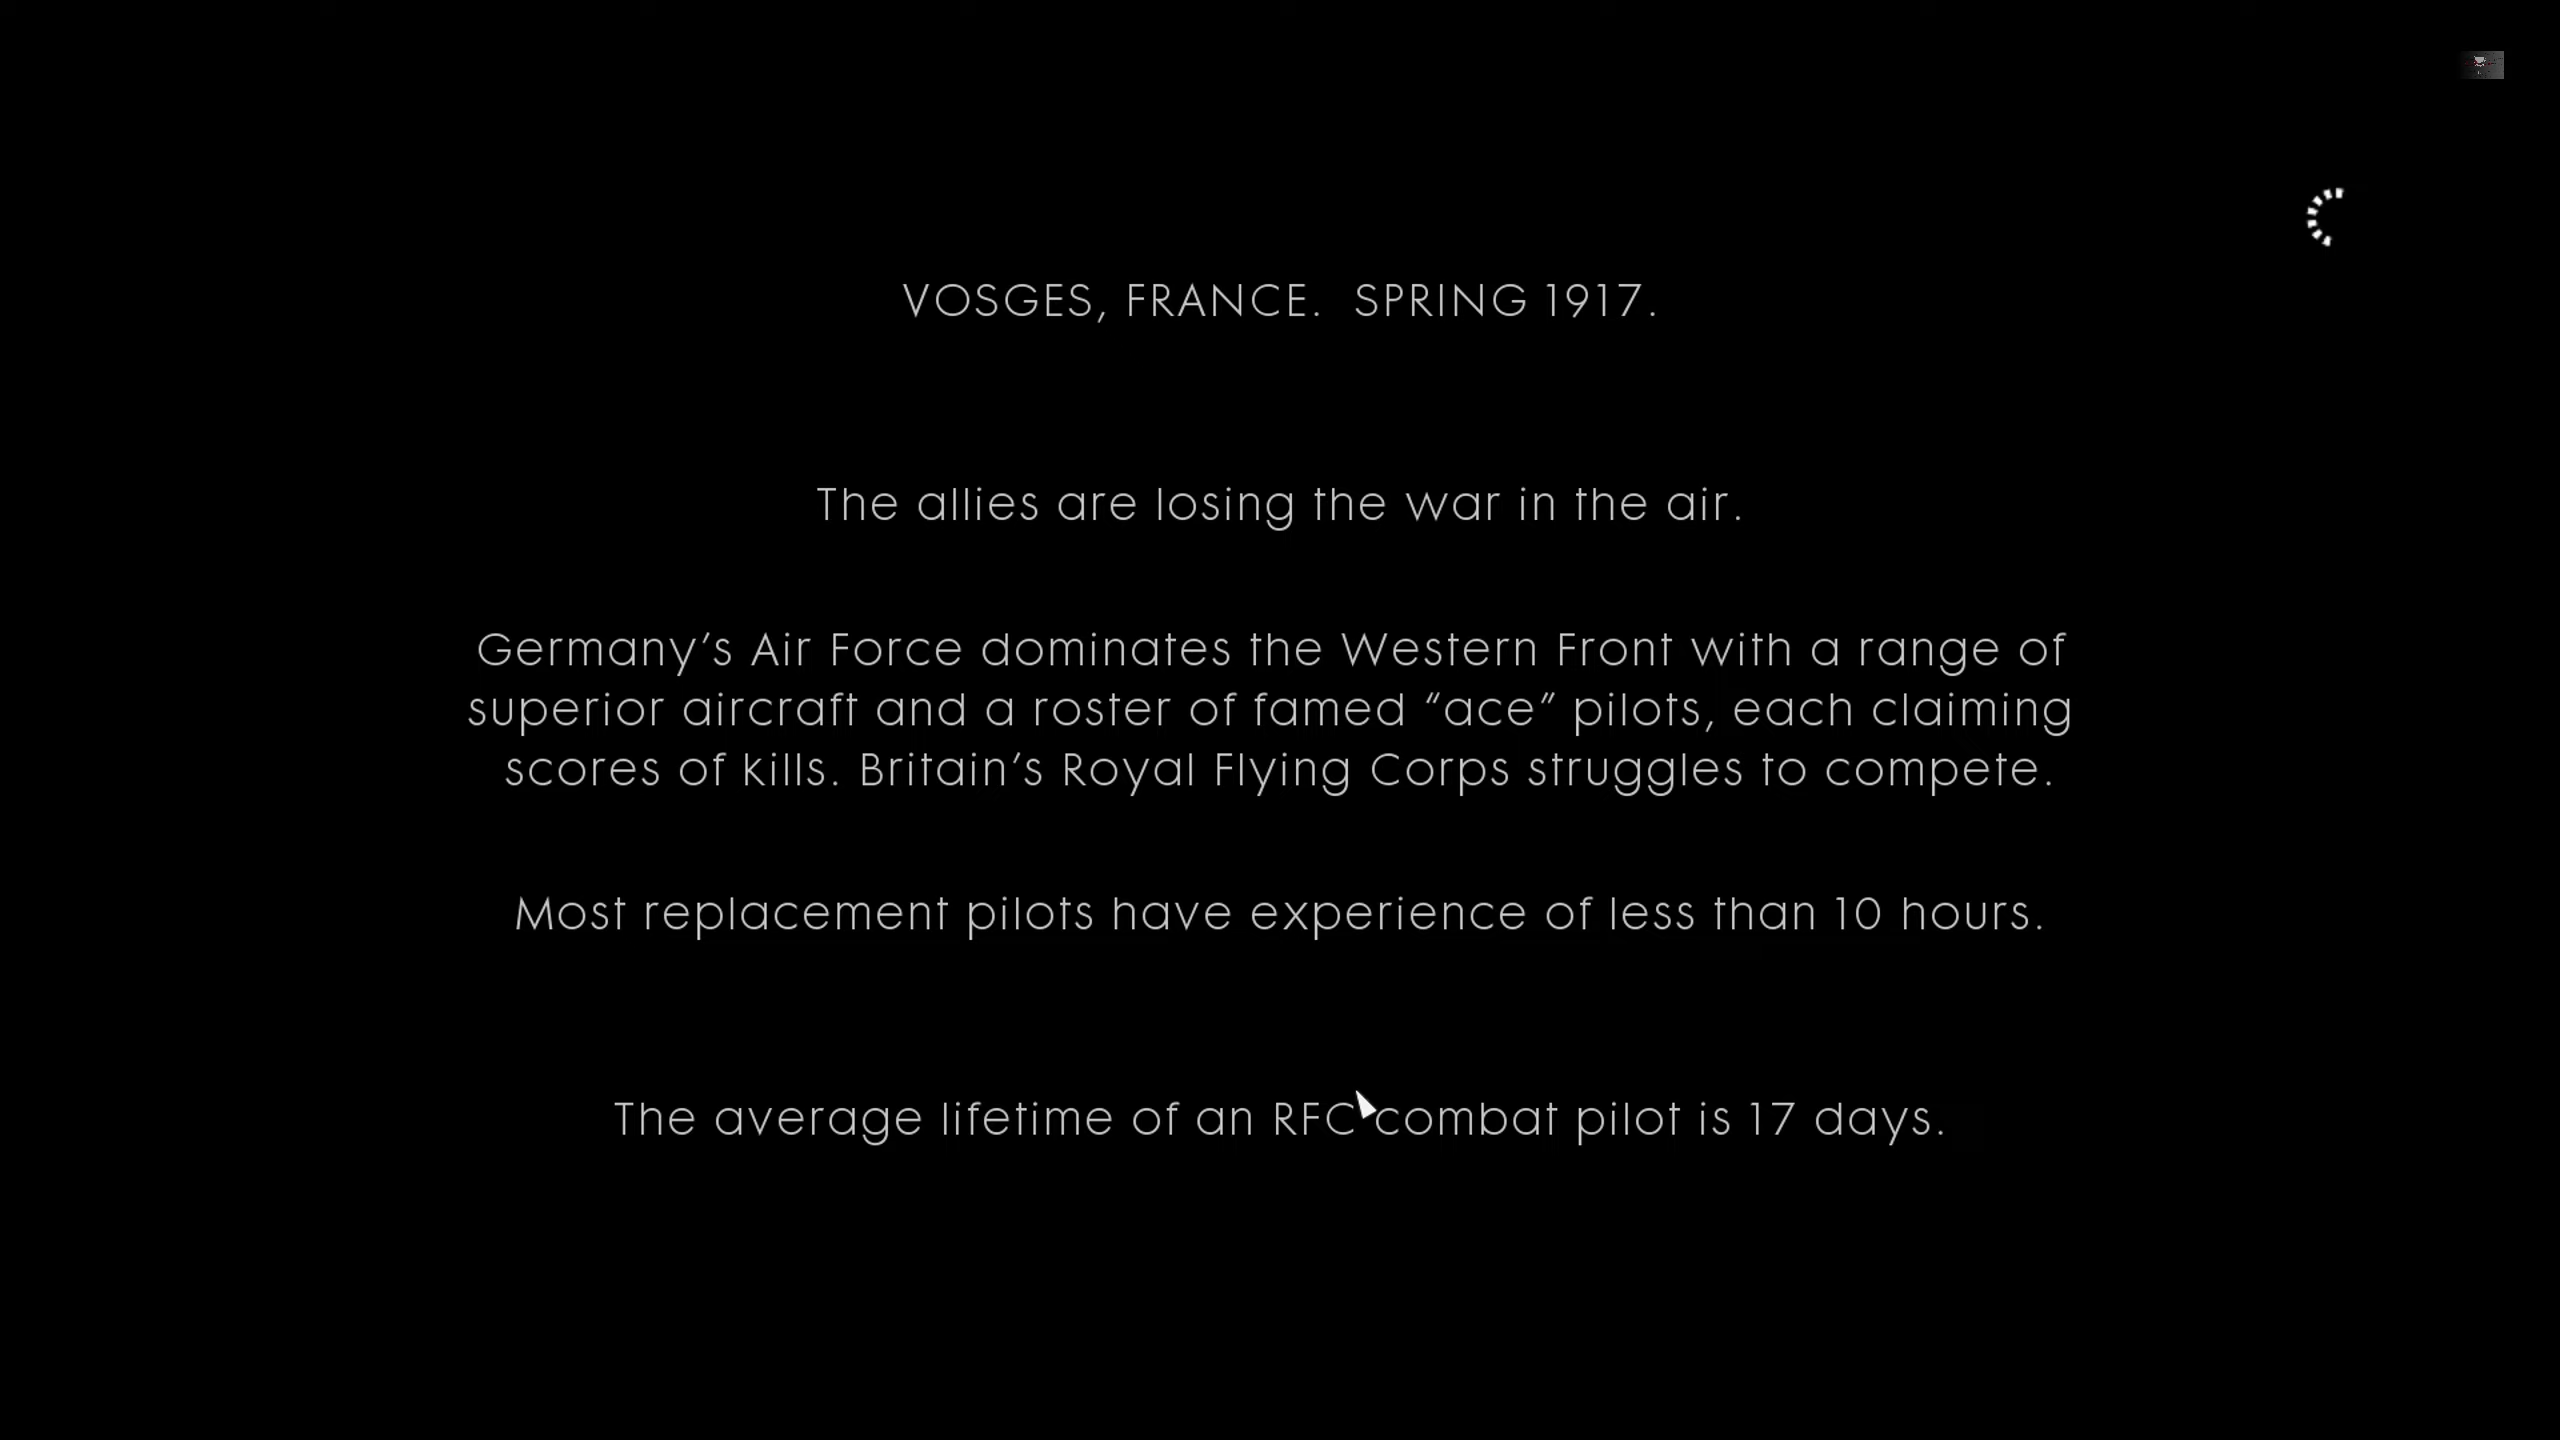 VOSGES, FRANCE. SPRING 1917.
The allies are losing the war in the air.
Germany’s Air Force dominates the Western Front with a range of
superior aircraft and a roster of famed “ace” pilots, each claiming
scores of kills. Britain’s Royal Flying Corps struggles to compete.
Most replacement pilots have experience of less than 10 hours.
The average lifetime of an RFC combat pilot is 17 days.